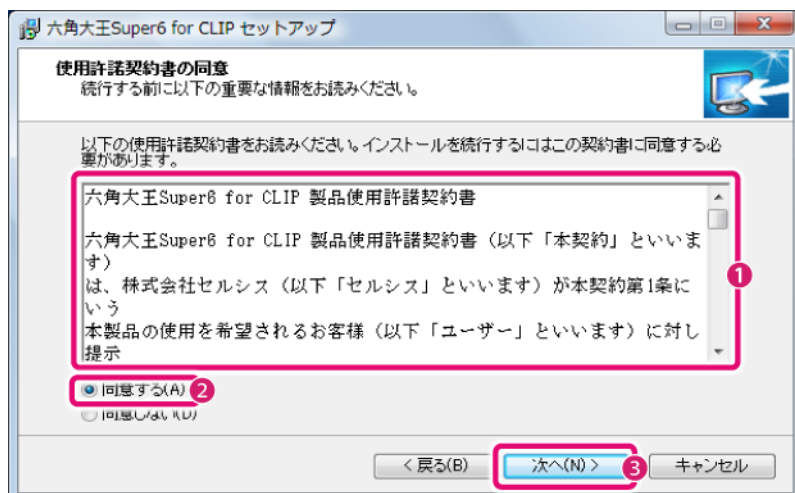 六角大王Super6 for CLIP セットアップ
使用許諾契約書の同意
続行する前に以下の重要な情報をお読みください。
以下の使用許諾契約書をお読みください。インストールを続行するにはこの契約書に同意する必
要があります。
六角大王Super6 for CLIP 製品使用許諾契約書
六角大王Super6 for CLIP 製品使用許諾契約書（以下「本契約」といいま
す）
は、株式会社セルシス（以下「セルシス」といいます）が本契約第1条に
いう
本製品の使用を希望されるお客様（以下「ユーザー」といいます）に対し
提示
1
同意する(A) 2
同意しない(D)
< 戻る(B)
次へ(N) > 3
キャンセル